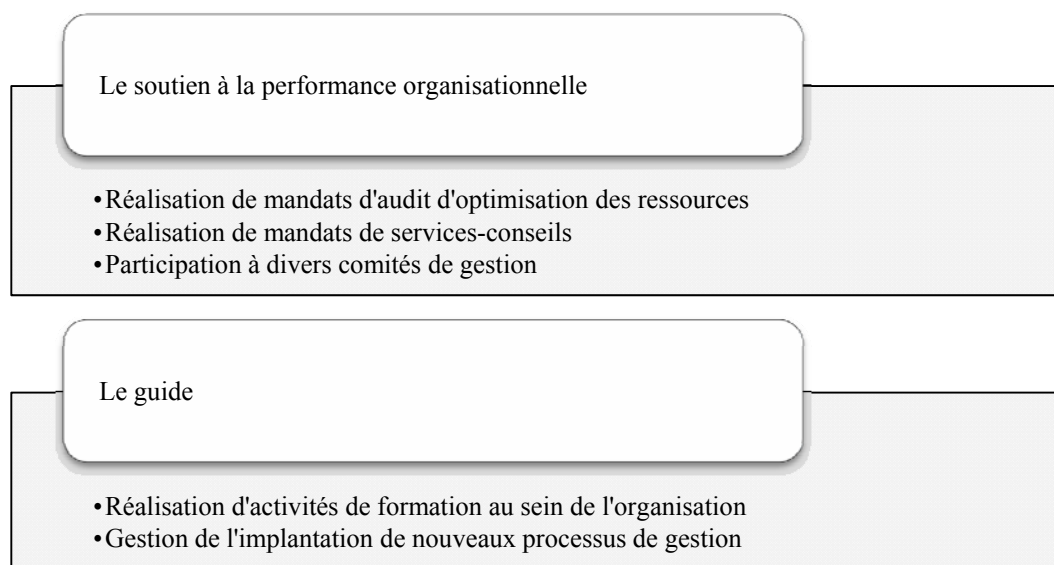 Le soutien à la performance organisationnelle
•Réalisation de mandats d'audit d'optimisation des ressources
•Réalisation de mandats de services-conseils
•Participation à divers comités de gestion
Le guide
•Réalisation d'activités de formation au sein de l'organisation
•Gestion de l'implantation de nouveaux processus de gestion